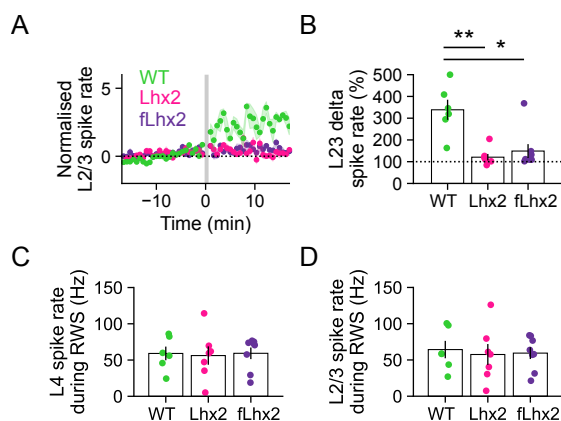 A
Normalised
L2/3 spike rate
5
0
WT
Lhx2
fLhx2
−10
0
10
Time (min)
B
L23 delta
spike rate (%)
500
400
300
200
100
0
**
*
WT
Lhx2
fLhx2
C
L4 spike rate
during RWS (Hz)
150
100
50
0
WT
Lhx2
fLhx2
D
L2/3 spike rate
during RWS (Hz)
150
100
50
0
WT
Lhx2
fLhx2